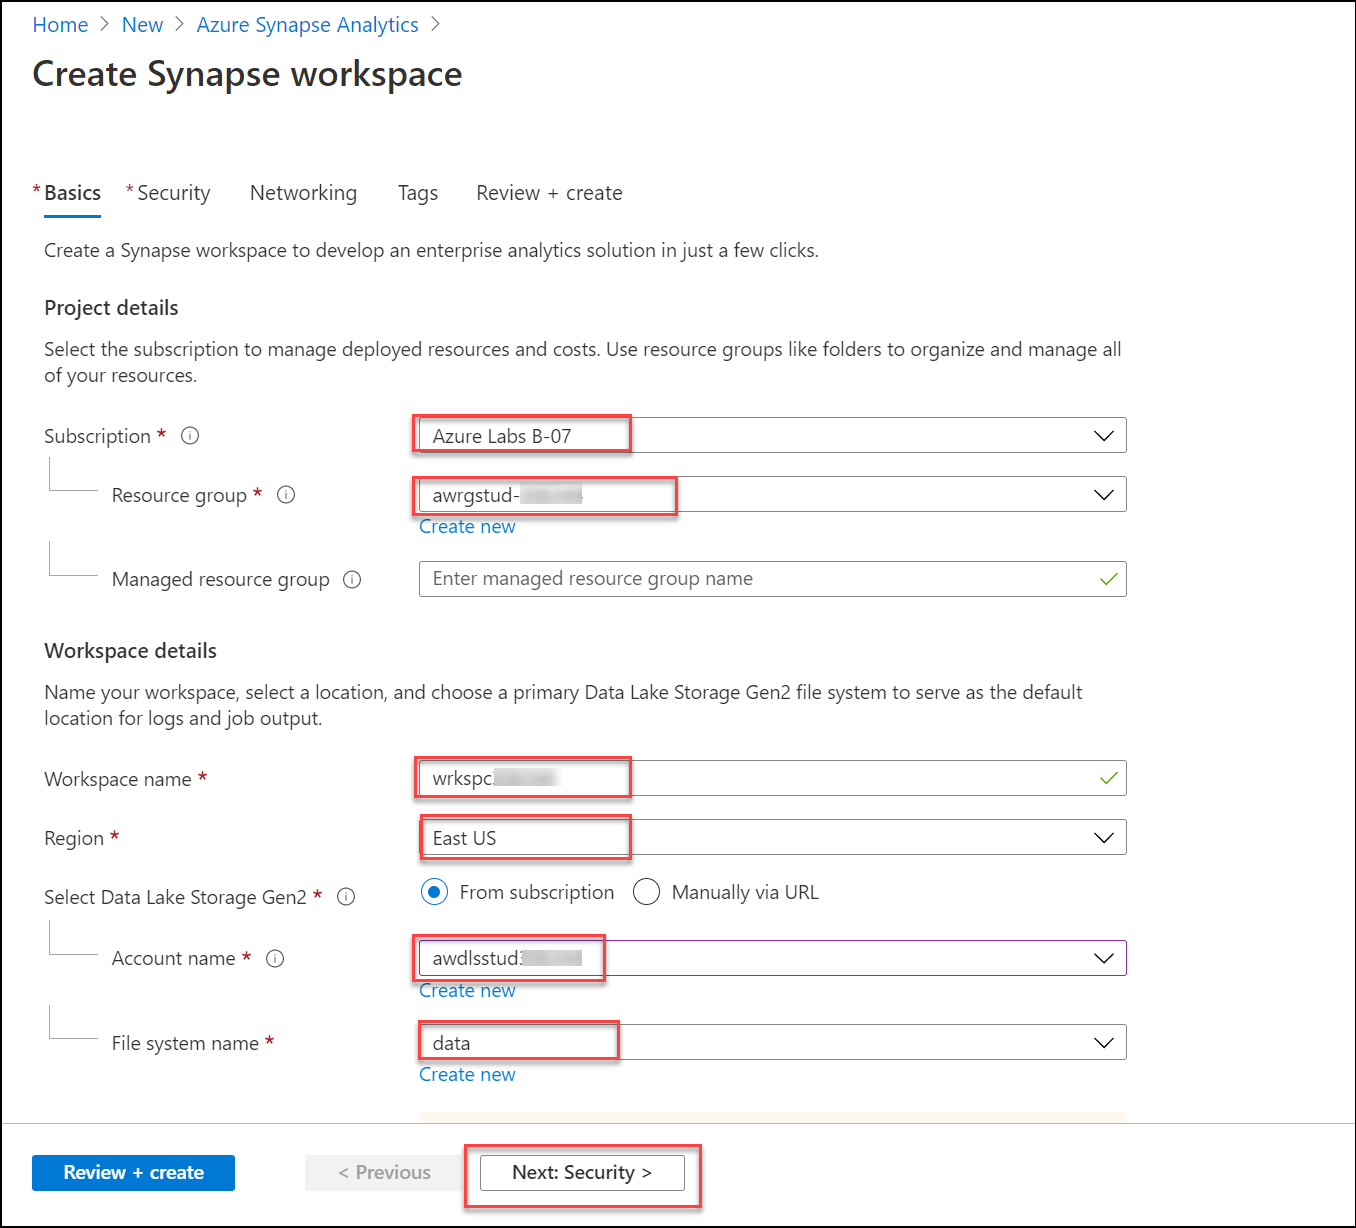 Home > New > Azure Synapse Analytics >
Create Synapse workspace
* Basics * Security Networking Tags Review + create
Create a Synapse workspace to develop an enterprise analytics solution in just a few clicks.
Project details
Select the subscription to manage deployed resources and costs. Use resource groups like folders to organize and manage all
of your resources.
Subscription * Azure Labs B-07
Resource group * awrgstud-
Create new
Managed resource group Enter managed resource group name
Workspace details
Name your workspace, select a location, and choose a primary Data Lake Storage Gen2 file system to serve as the default
location for logs and job output.
Workspace name * wrkspc
Region * East US
Select Data Lake Storage Gen2 * From subscription Manually via URL
Account name * awdlsstud
Create new
File system name * data
Create new
Review + create < Previous Next: Security >